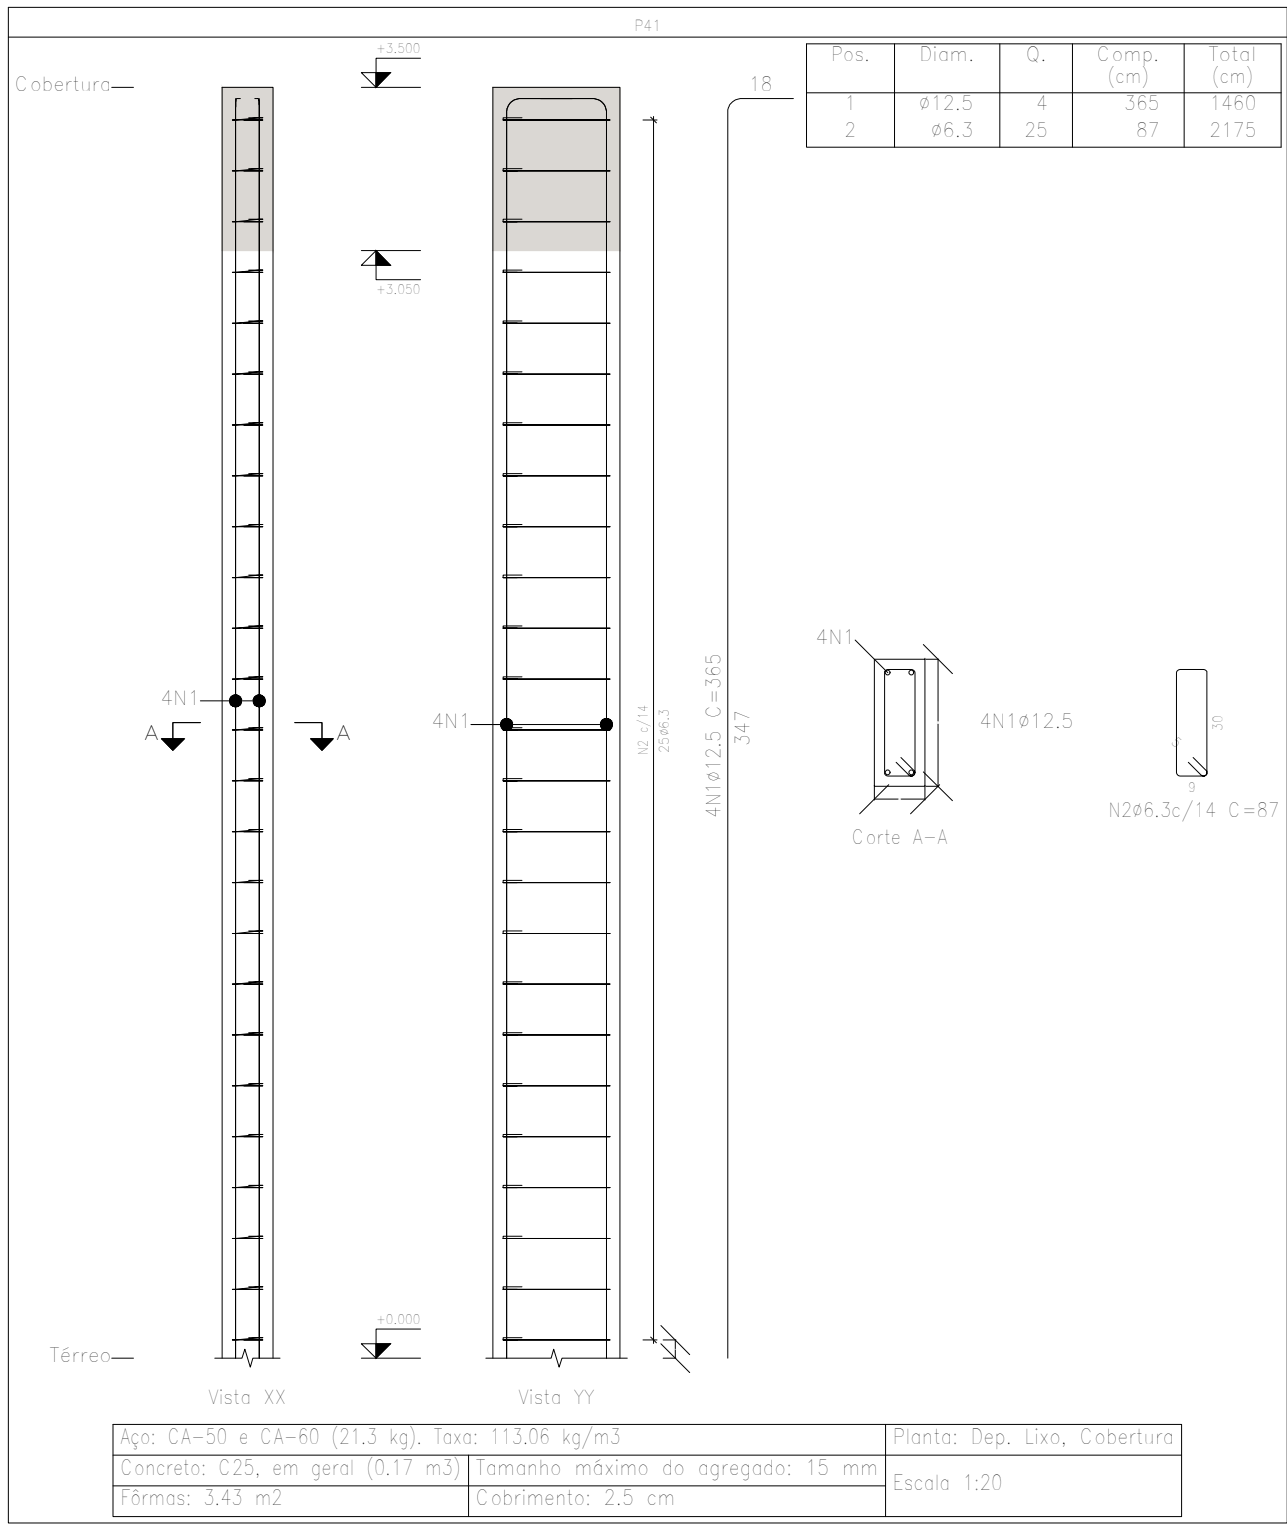 P41
+3.500
Cobertura
Pos. Diam. Q. Comp. (cm) Total (cm)
1 ø12.5 4 365 1460
2 ø6.3 25 87 2175
18
+3.050
4N1
A A
4N1
N2 c/14
25ø6.3
4N1ø12.5 C=365
347
4N1
4N1ø12.5
Corte A-A
5
30
9
N2ø6.3c/14 C=87
+0.000
Térreo
Vista XX
Vista YY
Aço: CA-50 e CA-60 (21.3 kg). Taxa: 113.06 kg/m3
Planta: Dep. Lixo, Cobertura
Concreto: C25, em geral (0.17 m3)
Tamanho máximo do agregado: 15 mm
Escala 1:20
Fôrmas: 3.43 m2
Cobrimento: 2.5 cm